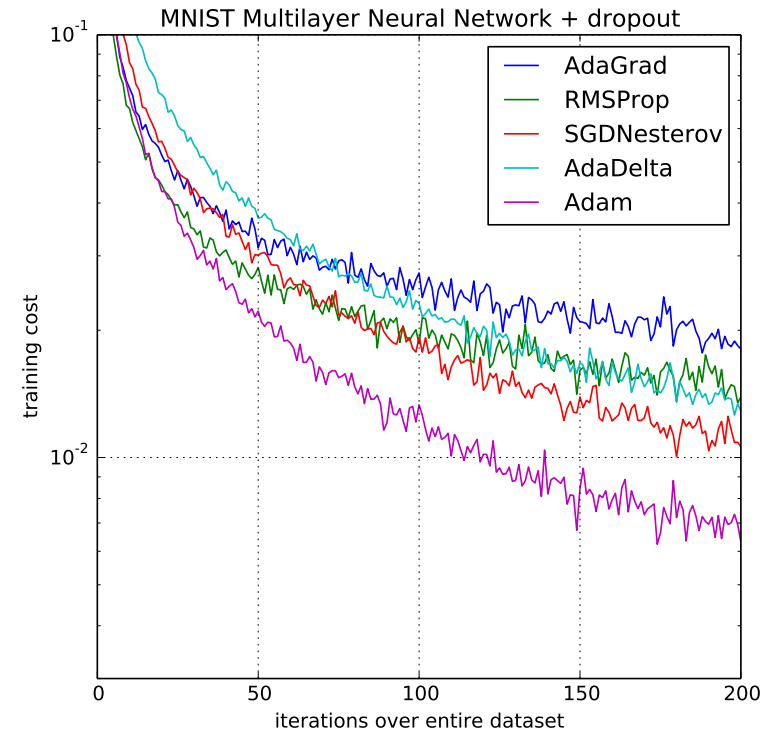 MNIST Multilayer Neural Network + dropout
10^-1
AdaGrad
RMSProp
SGDNesterov
AdaDelta
Adam
training cost
10^-2
0 50 100 150 200
iterations over entire dataset